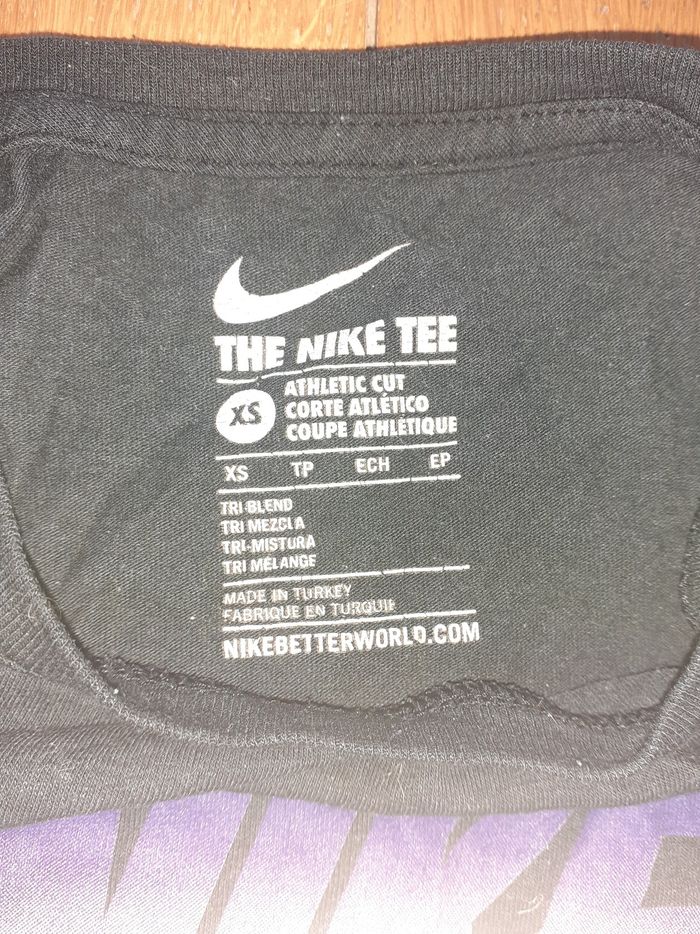 THE NIKE TEE
XS
ATHLETIC CUT
CORTE ATLÉTICO
COUPE ATHLÉTIQUE
XS TP ECH EP
TRI BLEND
TRI MEZCLA
TRI-MISTURA
TRI MÉLANGE
MADE IN TURKEY
FABRIQUE EN TURQUIE
NIKEBETTERWORLD.COM
NIKE